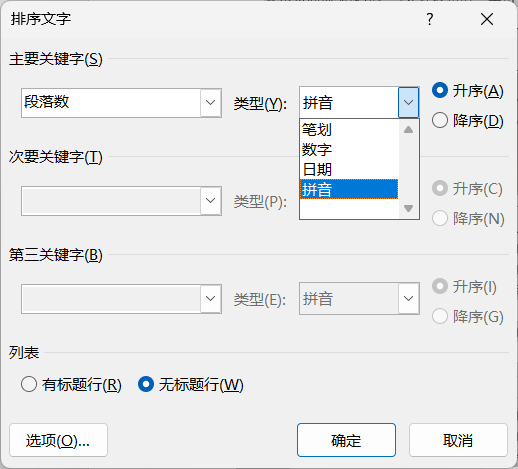 排序文字 ?
主要关键字(S)
段落数 类型(Y): 拼音 升序(A)
降序(D)
笔划
数字
日期
拼音
次要关键字(T)
类型(P): 升序(C)
降序(N)
第三关键字(B)
类型(E): 拼音 升序(I)
降序(G)
列表
有标题行(R) 无标题行(W)
选项(O)... 确定 取消